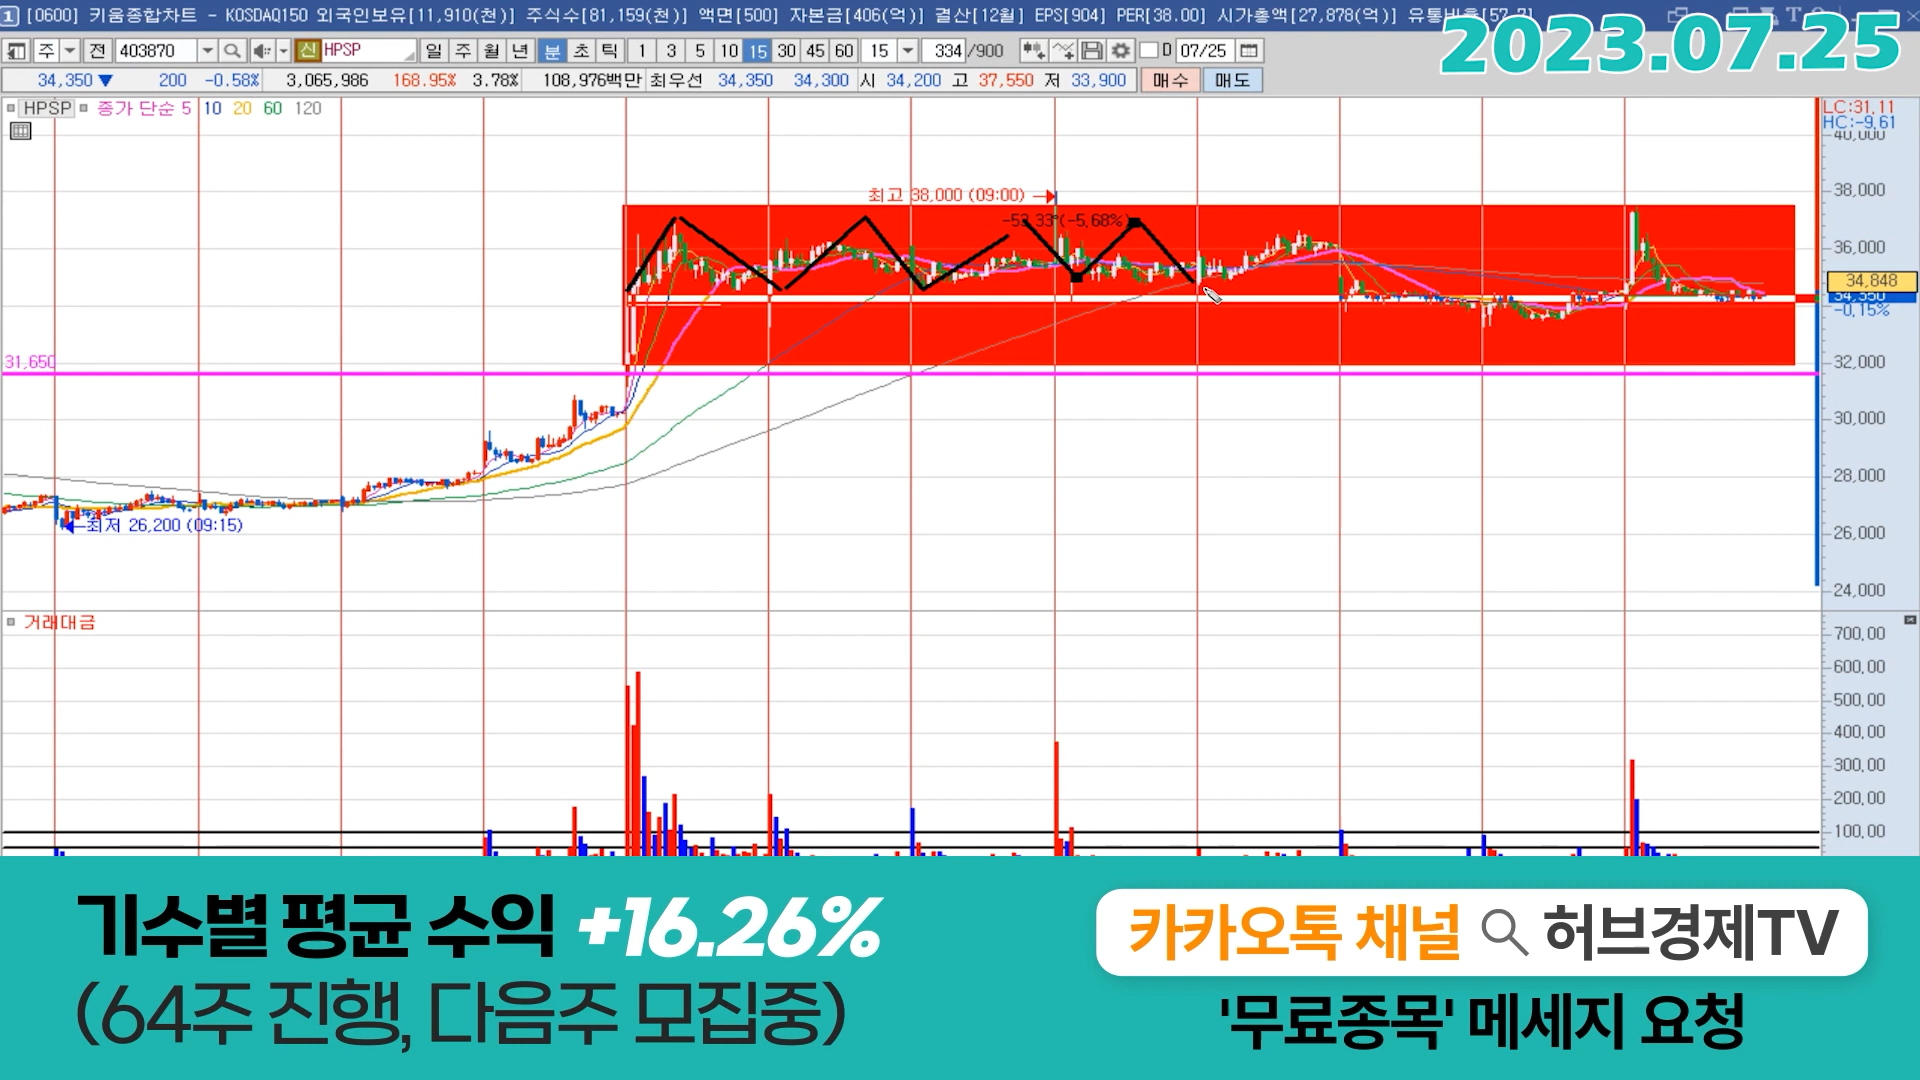 1 [0600] 키움종합차트 - KOSDAQ150 외국인보유[11,910(천)] 주식수[81,159(천)] 액면[500] 자본금[406(억)] 결산[12월] EPS[904] PER[38.00] 시가총액[27,878(억)]
2023.07.25
주 전 403870 신 HPSP 일 주 월 년 분 초 틱 1 3 5 10 15 30 45 60 15 334 /900 D 07/25
34,350 ▼ 200 -0.58% 3,065,986 168.95% 3.78% 108,976백만 최우선 34,350 34,300 시 34,200 고 37,550 저 33,900 매수 매도
HPSP 종가 단순 5 10 20 60 120
LC:31.11
HC:-9.61
40,000
최고 38,000 (09:00)
38,000
-53.33°(-5.68%)
36,000
34,848
34,350
-0.15%
31,650
32,000
30,000
28,000
최저 26,200 (09:15)
26,000
24,000
거래대금
700,00
600,00
500,00
400,00
300,00
200,00
100,00
기수별 평균 수익 +16.26%
(64주 진행, 다음주 모집중)
카카오톡 채널 허브경제TV
'무료종목' 메세지 요청